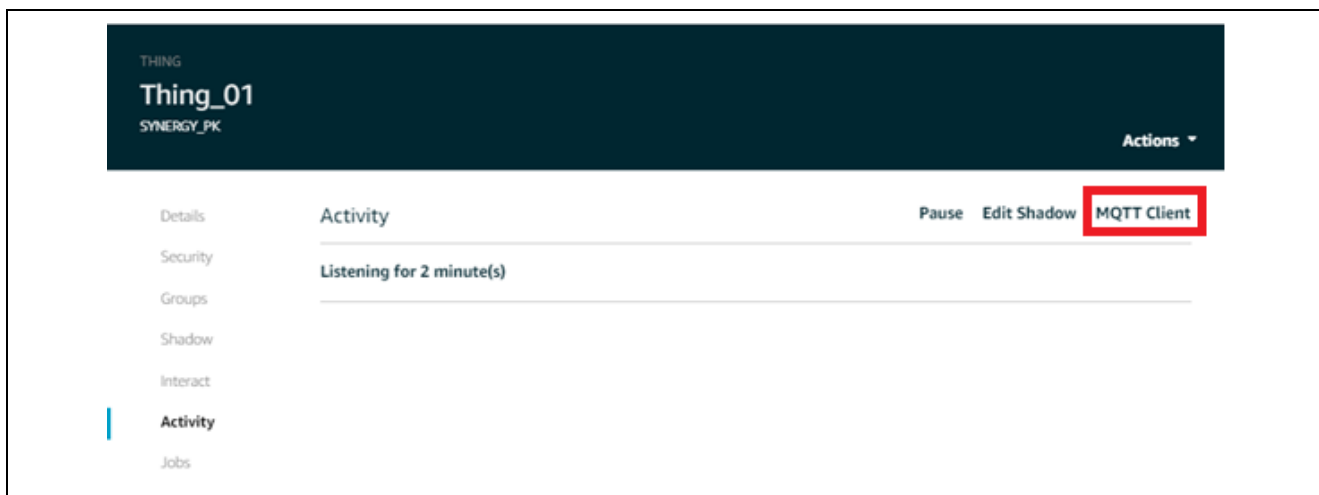 THING
Thing_01
SYNERGY_PK
Actions
Details
Security
Groups
Shadow
Interact
Activity
Jobs
Activity
Pause Edit Shadow MQTT Client
Listening for 2 minute(s)